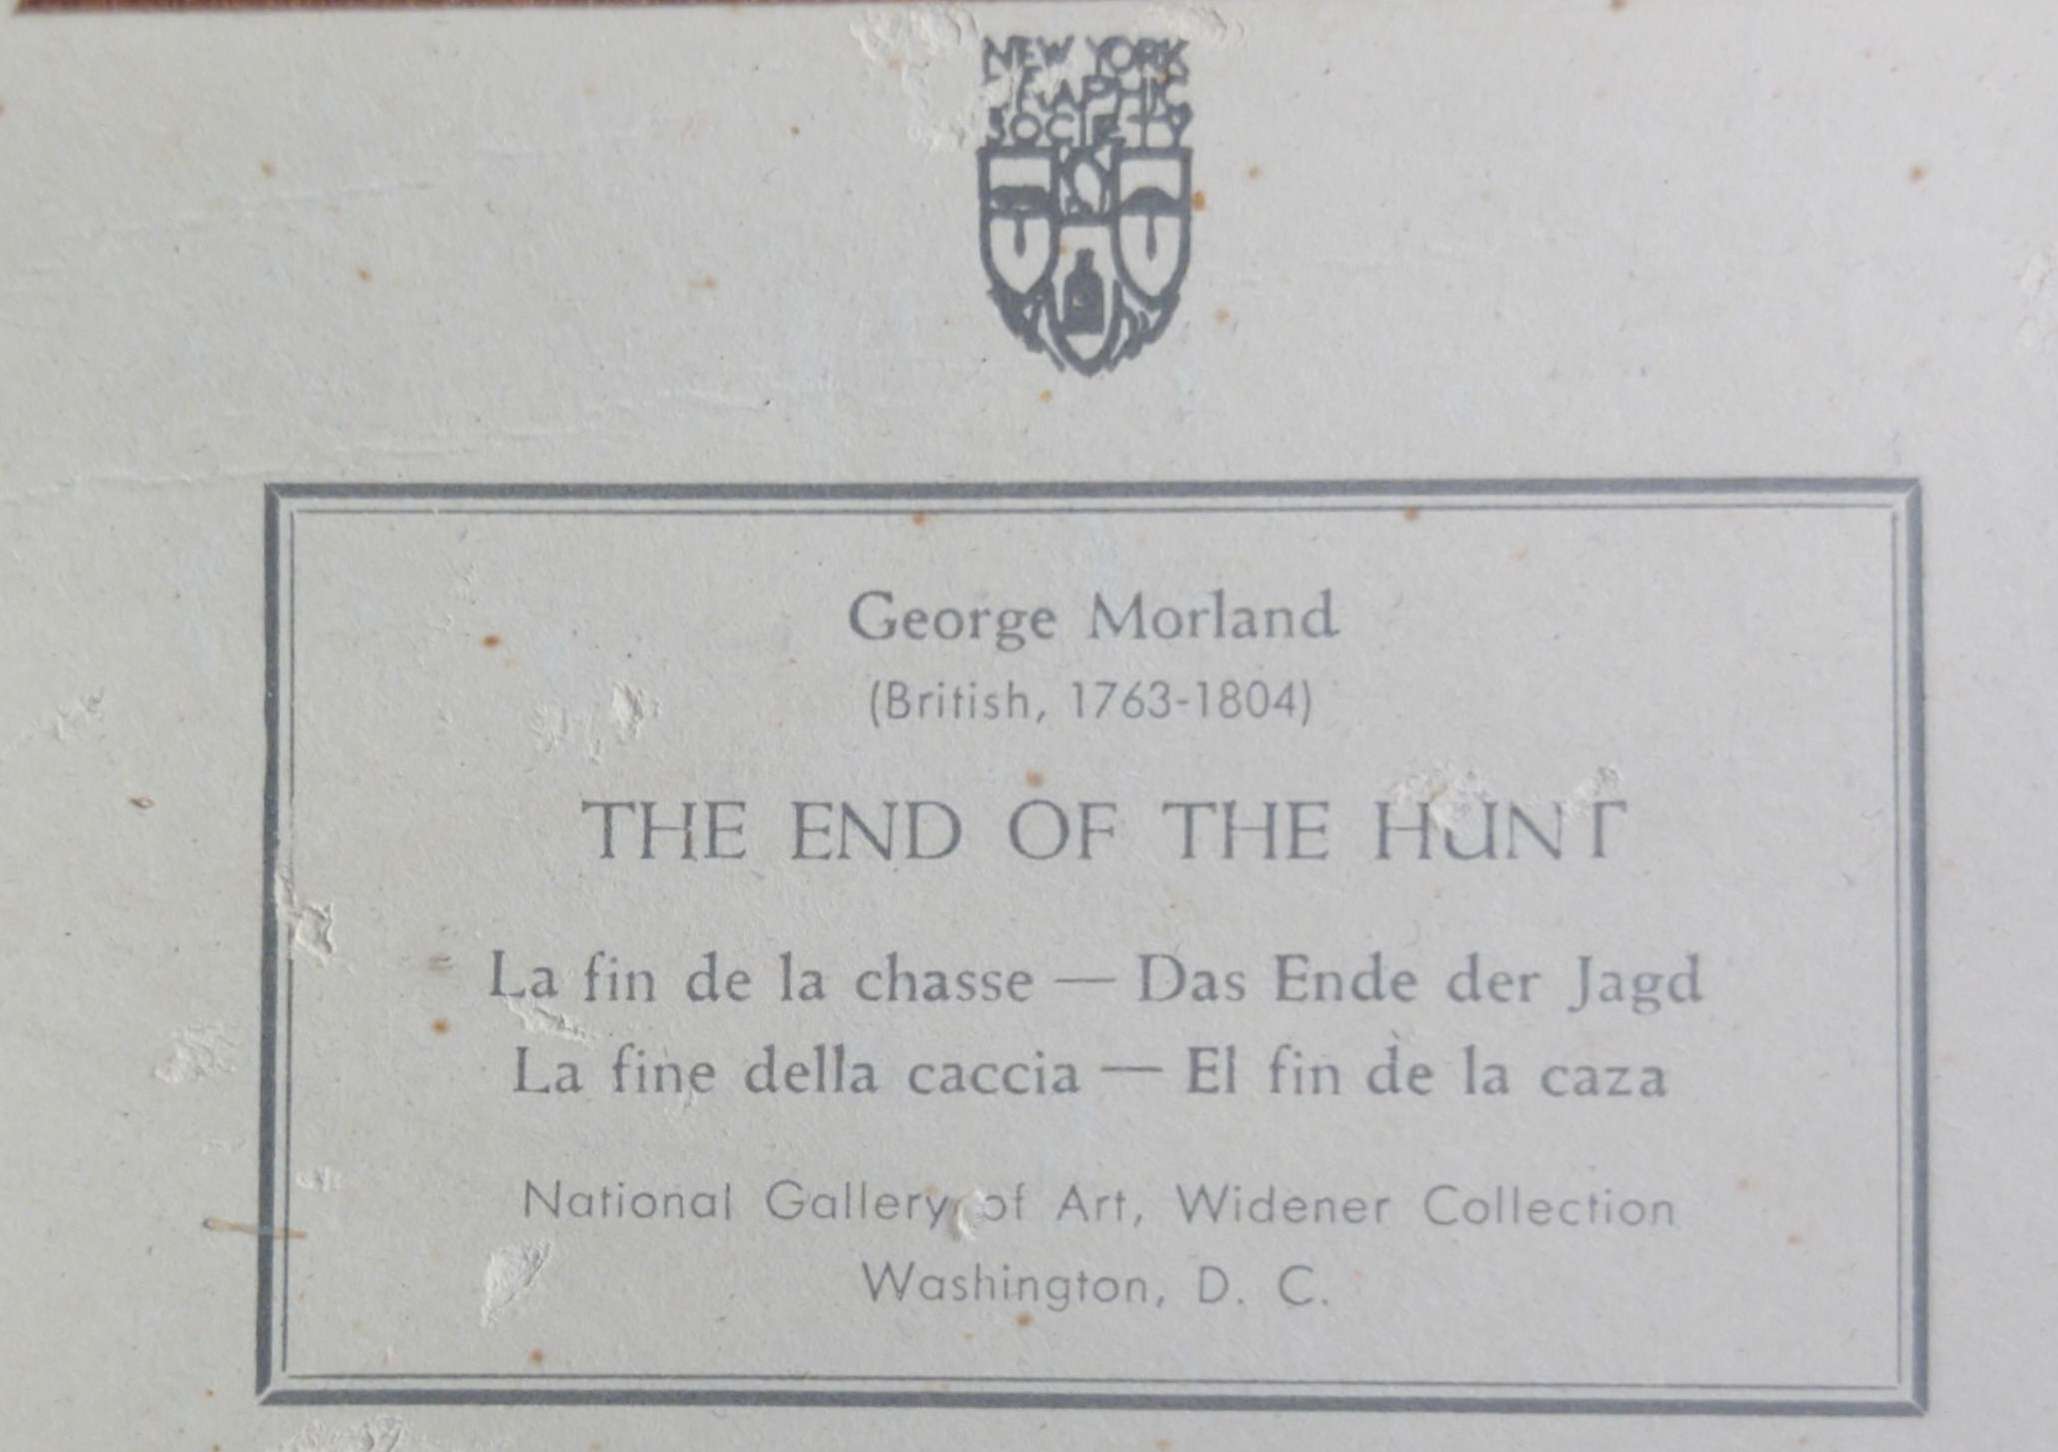 NEW YORK
GRAPHIC
SOCIETY
George Morland
(British, 1763-1804)
THE END OF THE HUNT
La fin de la chasse — Das Ende der Jagd
La fine della caccia — El fin de la caza
National Gallery of Art, Widener Collection
Washington, D. C.